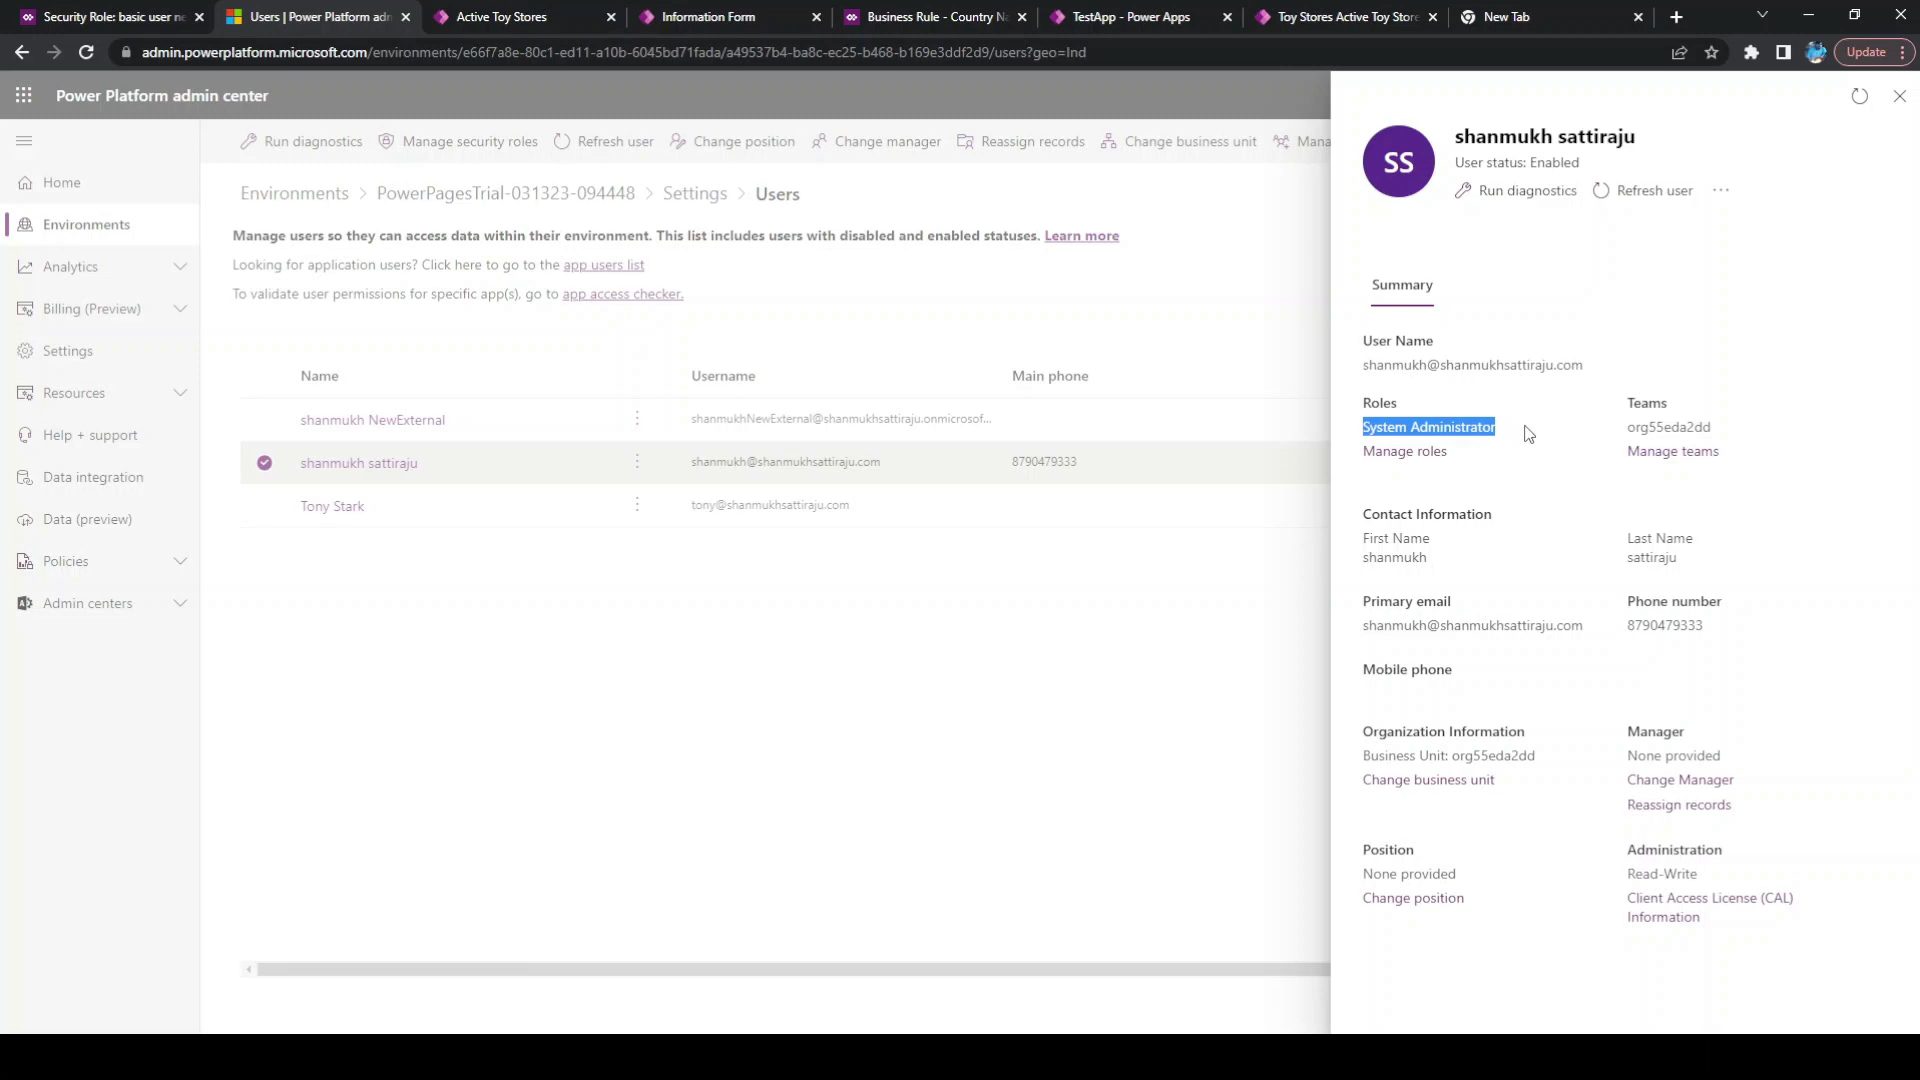 Security Role: basic user ne
Users | Power Platform adm
Active Toy Stores
Information Form
Business Rule - Country Na
TestApp - Power Apps
Toy Stores Active Toy Store
New Tab
admin.powerplatform.microsoft.com/environments/e66f7a8e-80c1-ed11-a10b-6045bd71fada/a49537b4-ba8c-ec25-b468-b169e3ddf2d9/users?geo=Ind
Update
Power Platform admin center
Home
Environments
Analytics
Billing (Preview)
Settings
Resources
Help + support
Data integration
Data (preview)
Policies
Admin centers
Run diagnostics
Manage security roles
Refresh user
Change position
Change manager
Reassign records
Change business unit
Mana
Environments > PowerPagesTrial-031323-094448 > Settings > Users
Manage users so they can access data within their environment. This list includes users with disabled and enabled statuses. Learn more
Looking for application users? Click here to go to the app users list
To validate user permissions for specific app(s), go to app access checker.
Name Username Main phone
shanmukh NewExternal shanmukhNewExternal@shanmukhsattiraju.onmicrosof...
shanmukh sattiraju shanmukh@shanmukhsattiraju.com 8790479333
Tony Stark tony@shanmukhsattiraju.com
SS
shanmukh sattiraju
User status: Enabled
Run diagnostics
Refresh user
...
Summary
User Name
shanmukh@shanmukhsattiraju.com
Roles
System Administrator
Manage roles
Teams
org55eda2dd
Manage teams
Contact Information
First Name
shanmukh
Last Name
sattiraju
Primary email
shanmukh@shanmukhsattiraju.com
Phone number
8790479333
Mobile phone
Organization Information
Business Unit: org55eda2dd
Change business unit
Manager
None provided
Change Manager
Reassign records
Position
None provided
Change position
Administration
Read-Write
Client Access License (CAL)
Information